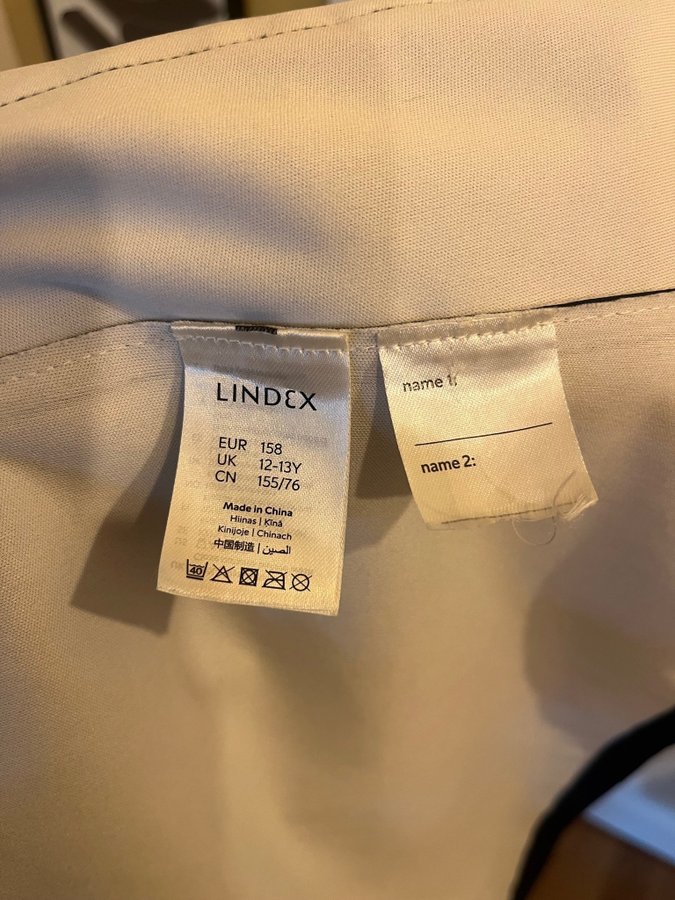 LINDEX
EUR 158
UK 12-13Y
CN 155/76
Made in China
Hiinas | Ķīnā
Kinijoje | Chinach
中国制造 | الصين
40
name 1:
name 2: